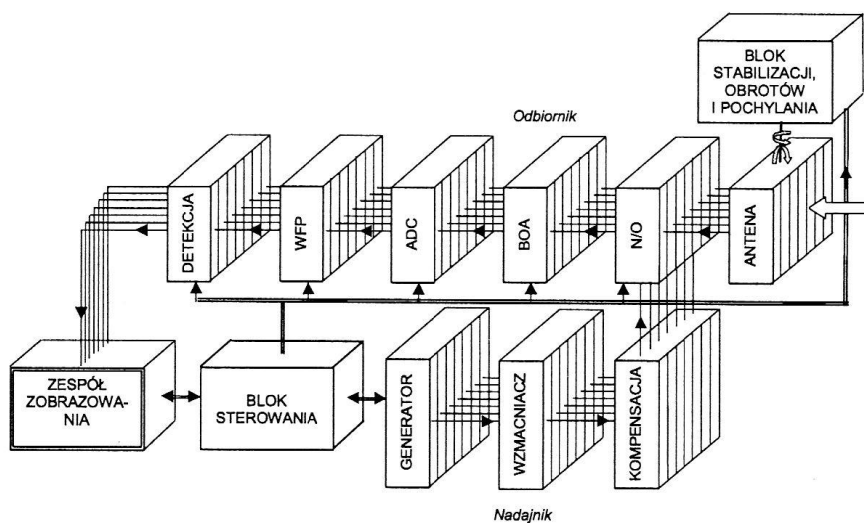 BLOK
STABILIZACJI,
OBROTÓW
I POCHYLANIA
Odbiornik
DETEKCJA
WFP
ADC
BOA
N/O
ANTENA
ZESPÓŁ
ZOBRAZOWA-
NIA
BLOK
STEROWANIA
GENERATOR
WZMACNIACZ
KOMPENSACJA
Nadajnik